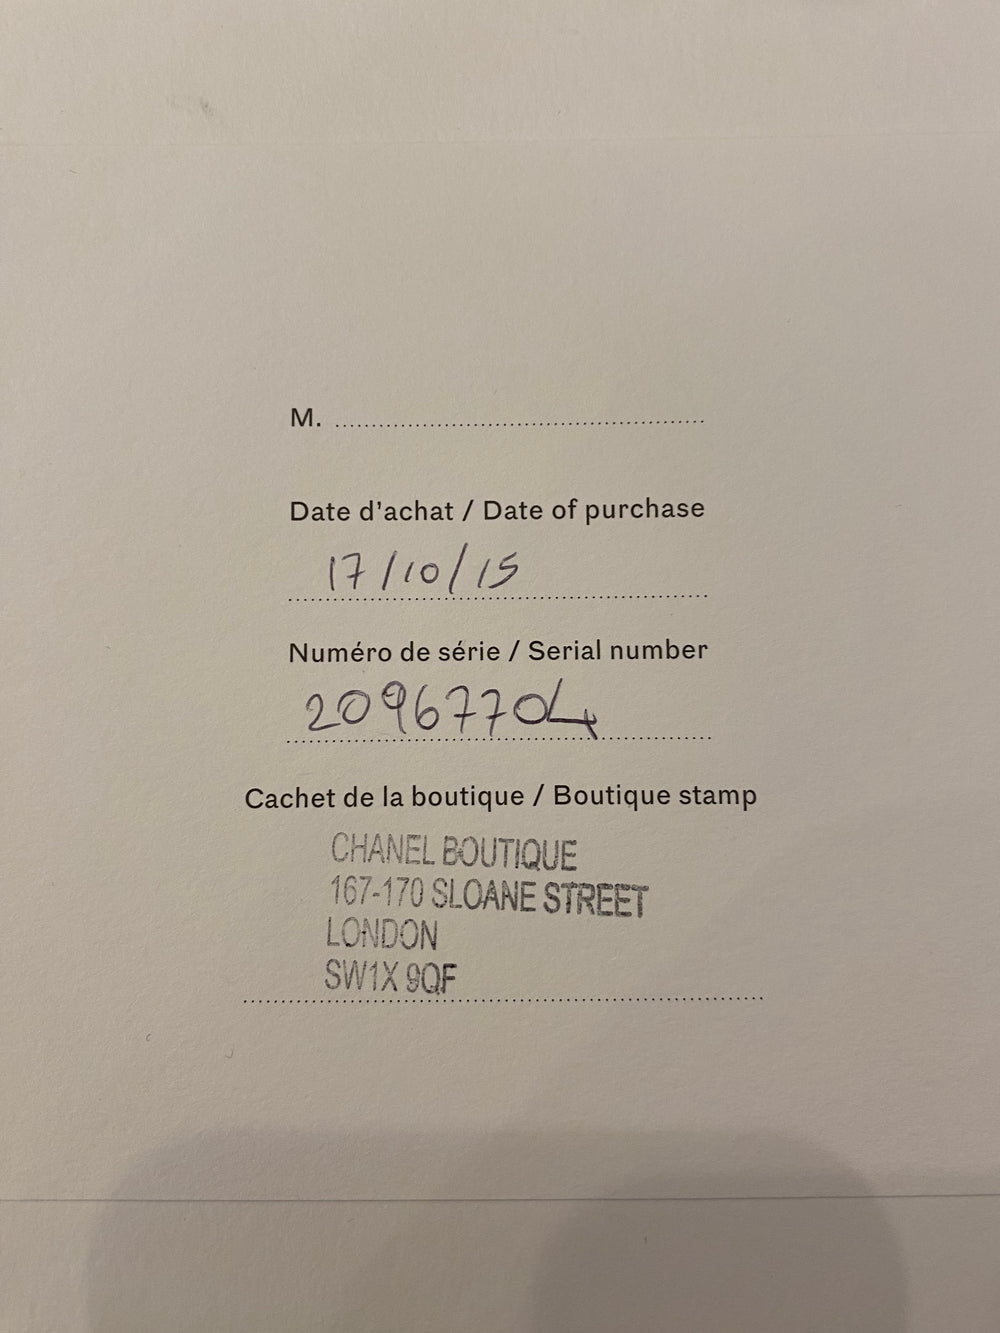 M.
Date d'achat / Date of purchase
17/10/15
Numéro de série / Serial number
20967704
Cachet de la boutique / Boutique stamp
CHANEL BOUTIQUE
167-170 SLOANE STREET
LONDON
SW1X 9QF